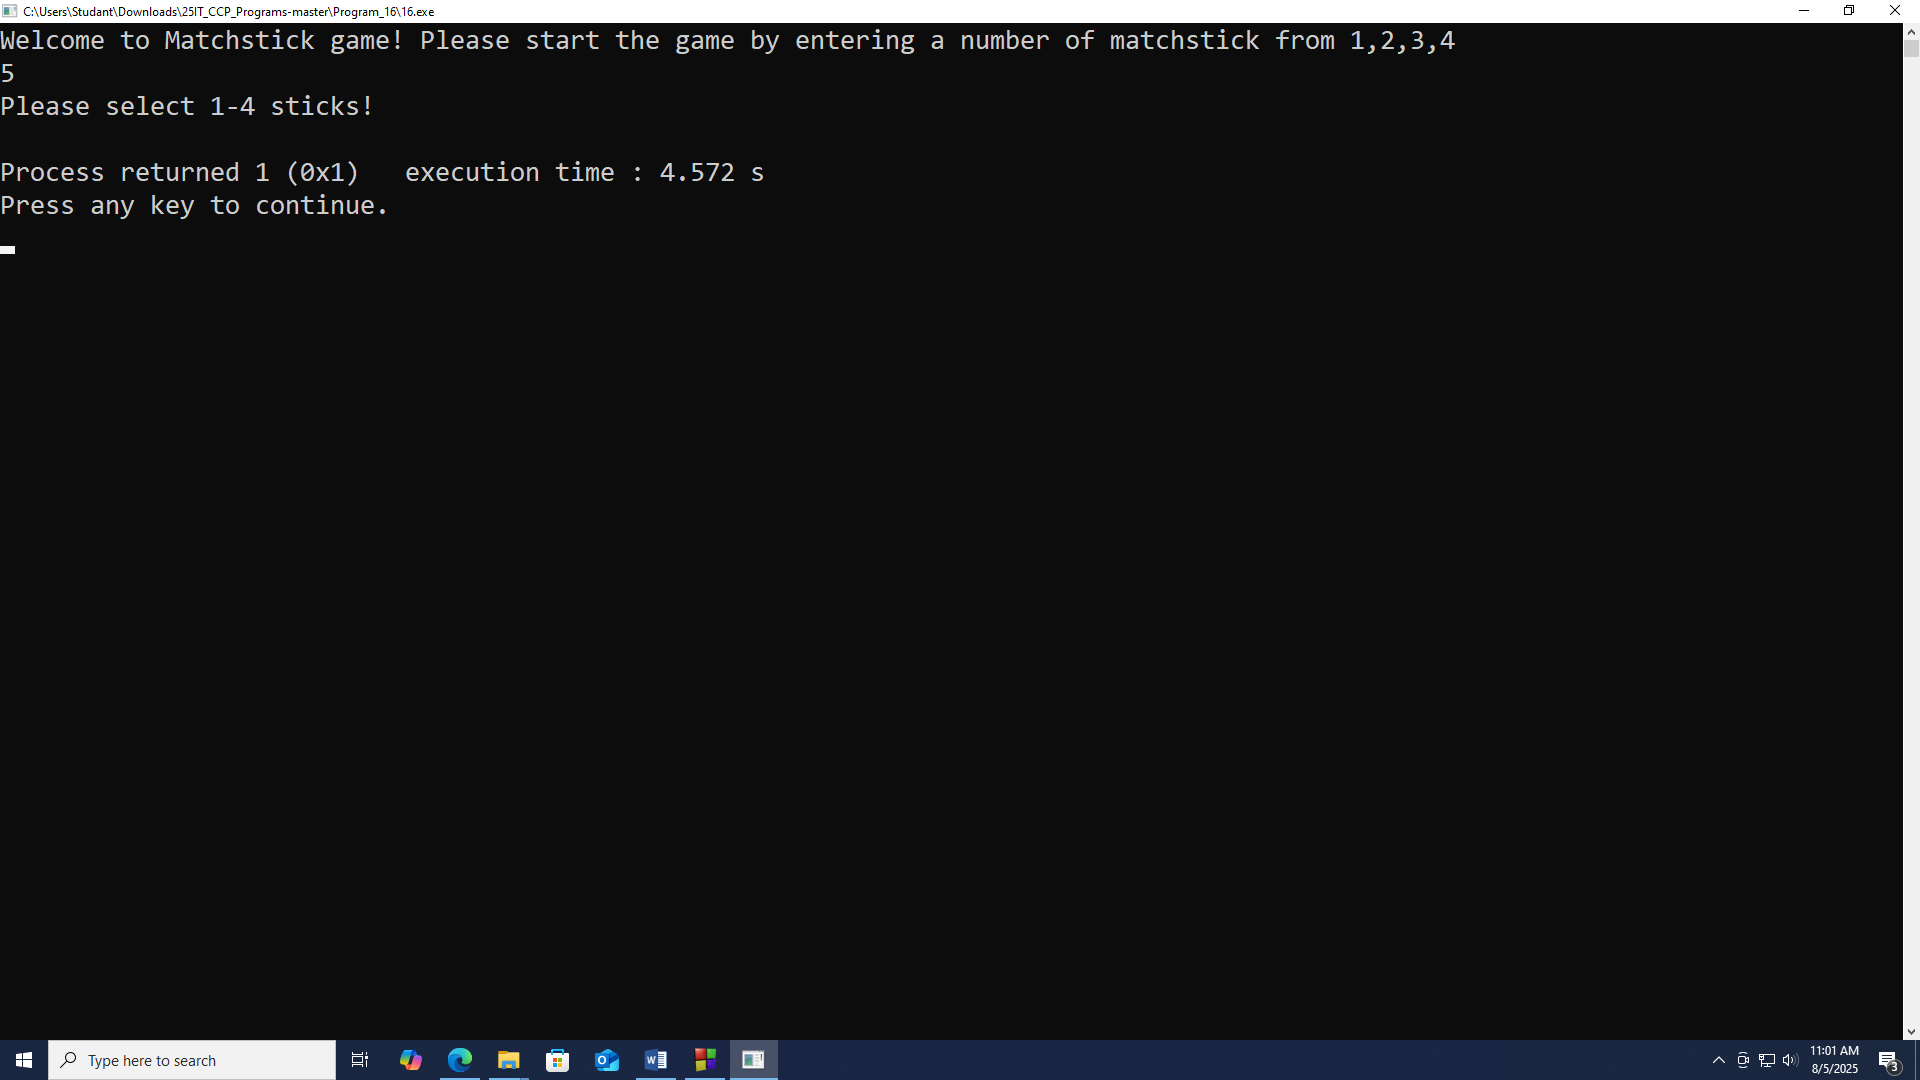 C:\Users\Studant\Downloads\25IT_CCP_Programs-master\Program_16\16.exe
Welcome to Matchstick game! Please start the game by entering a number of matchstick from 1,2,3,4
5
Please select 1-4 sticks!
Process returned 1 (0x1)   execution time : 4.572 s
Press any key to continue.
Type here to search
11:01 AM
8/5/2025
3